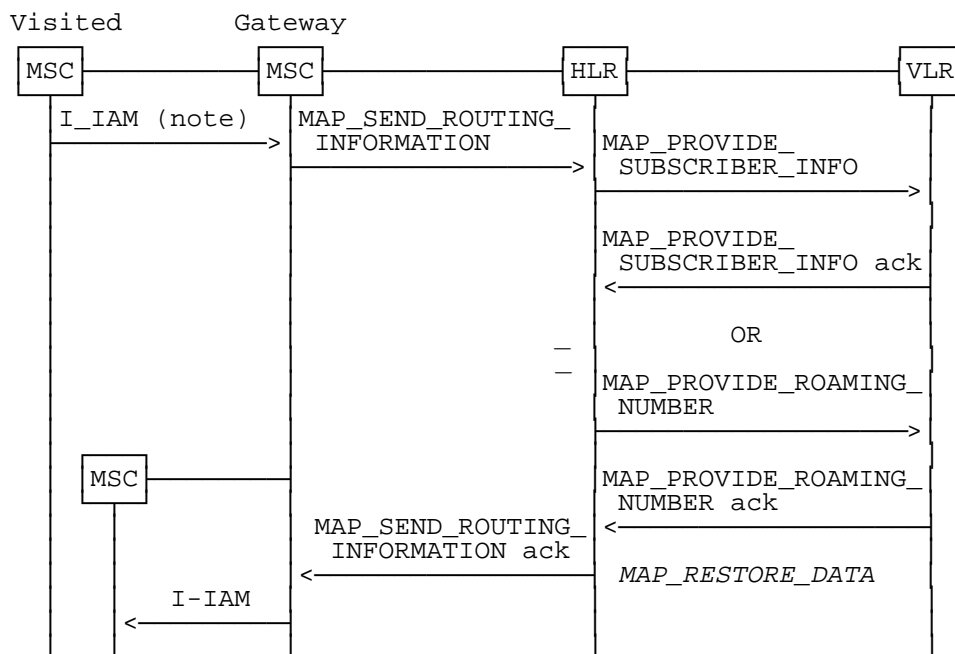 Visited Gateway
MSC MSC HLR VLR
I_IAM (note)
MAP_SEND_ROUTING_
INFORMATION
MAP_PROVIDE_
SUBSCRIBER_INFO
MAP_PROVIDE_
SUBSCRIBER_INFO ack
OR
MAP_PROVIDE_ROAMING_
NUMBER
MSC
MAP_PROVIDE_ROAMING_
NUMBER ack
MAP_SEND_ROUTING_
INFORMATION ack
MAP_RESTORE_DATA
I-IAM